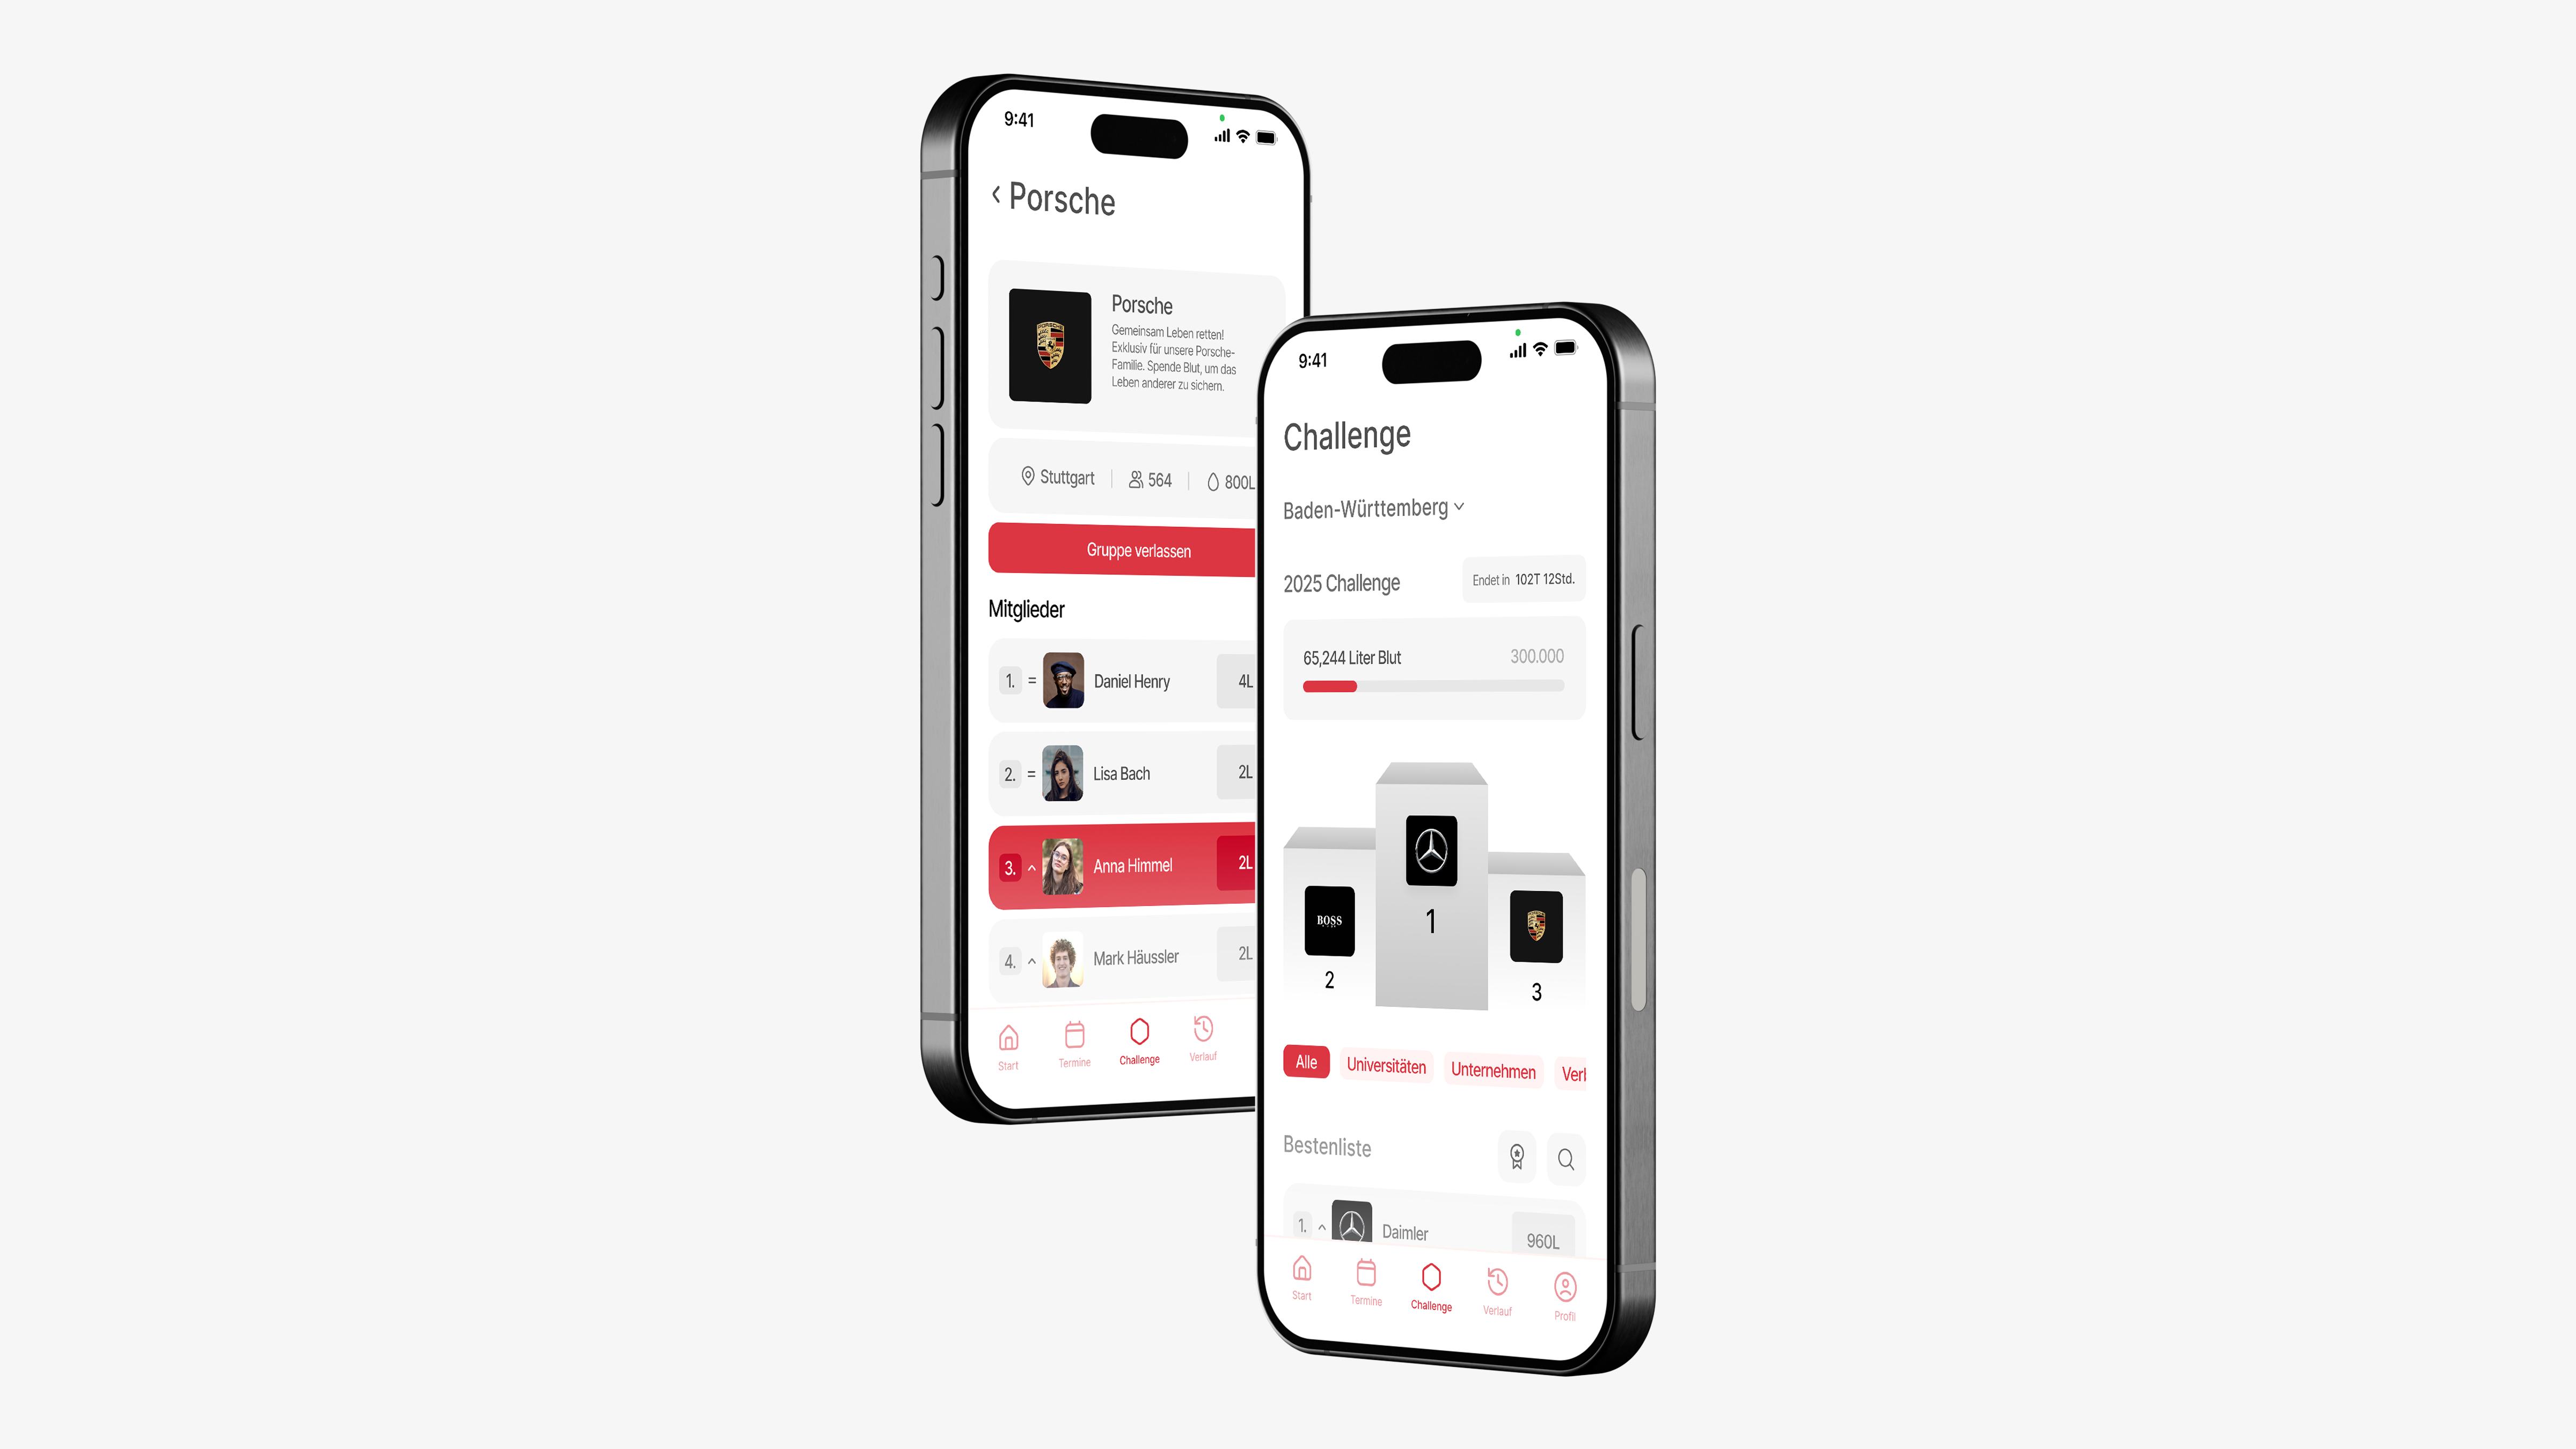 9:41
Porsche
PORSCHE
Porsche
Gemeinsam Leben retten!
Exklusiv für unsere Porsche-
Familie. Spende Blut, um das
Leben anderer zu sichern.
Stuttgart
564
800L
Gruppe verlassen
Mitglieder
1. = Daniel Henry 4L
2. = Lisa Bach 2L
3. Anna Himmel 2L
4. Mark Häussler 2L
Start Termine Challenge Verlauf
9:41
Challenge
Baden-Württemberg
2025 Challenge
Endet in 102T 12Std.
65,244 Liter Blut 300.000
BOSS
1
2
3
Alle Universitäten Unternehmen
Bestenliste
1. Daimler 960L
Start Termine Challenge Verlauf Profil